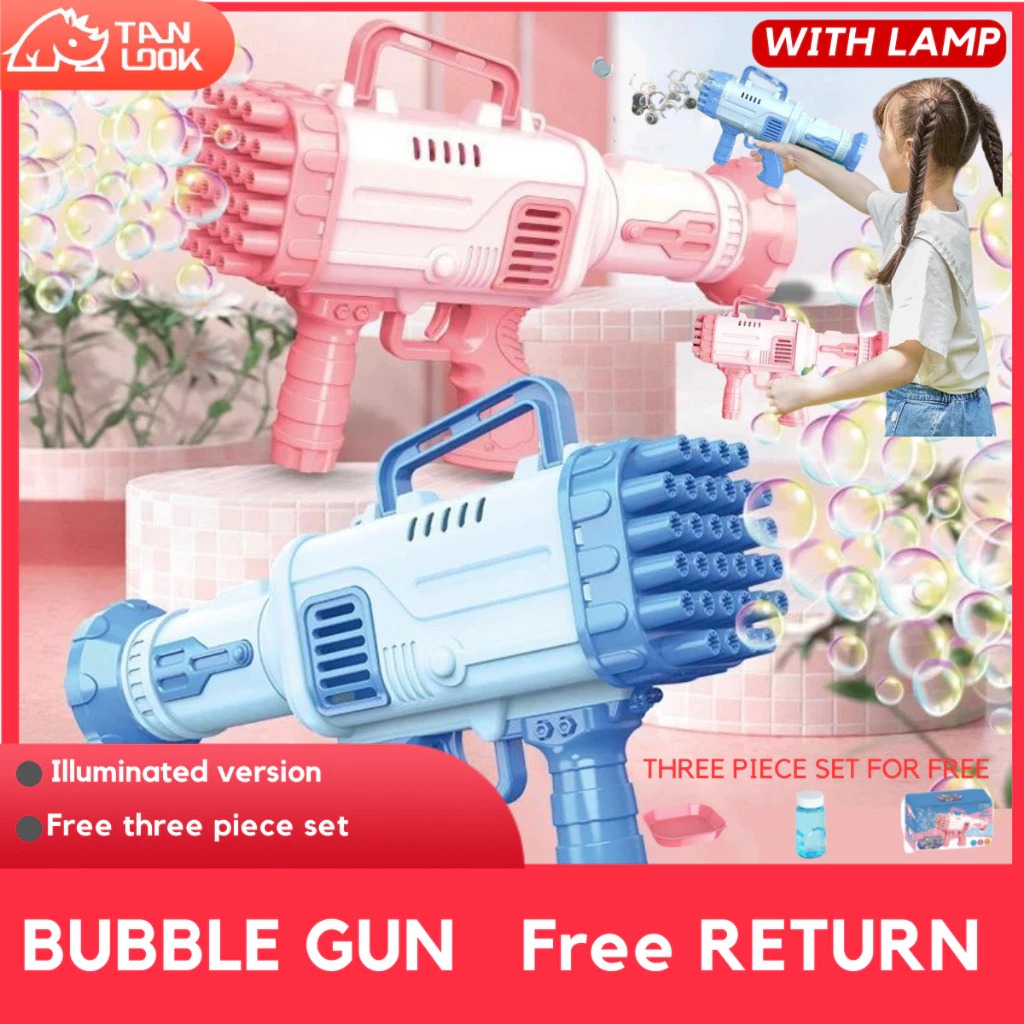 TAN
LOOK
WITH LAMP
Illuminated version
Free three piece set
THREE PIECE SET FOR FREE
BUBBLE GUN Free RETURN